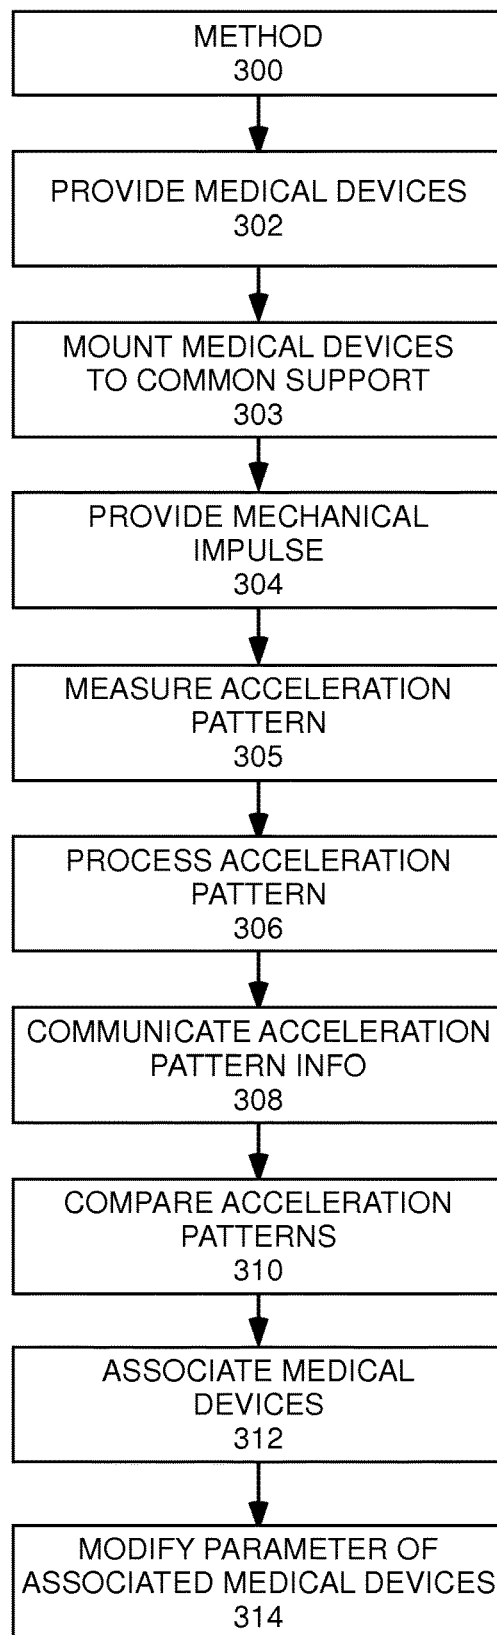 METHOD
300
PROVIDE MEDICAL DEVICES
302
MOUNT MEDICAL DEVICES
TO COMMON SUPPORT
303
PROVIDE MECHANICAL
IMPULSE
304
MEASURE ACCELERATION
PATTERN
305
PROCESS ACCELERATION
PATTERN
306
COMMUNICATE ACCELERATION
PATTERN INFO
308
COMPARE ACCELERATION
PATTERNS
310
ASSOCIATE MEDICAL
DEVICES
312
MODIFY PARAMETER OF
ASSOCIATED MEDICAL DEVICES
314